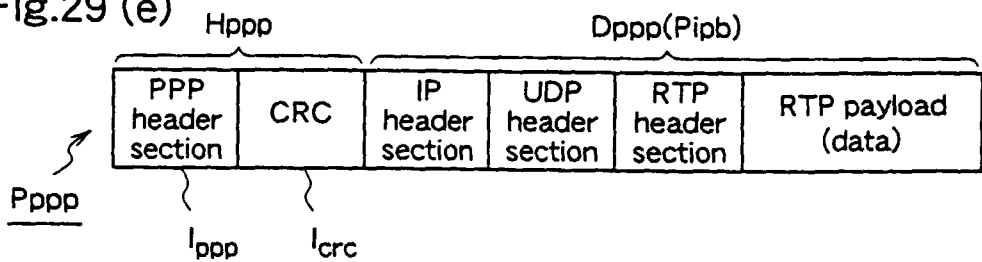 Fig.29 (e)
Hppp
Dppp(Pipb)
PPP header section
CRC
IP header section
UDP header section
RTP header section
RTP payload (data)
Pppp
Ippp
Icrc